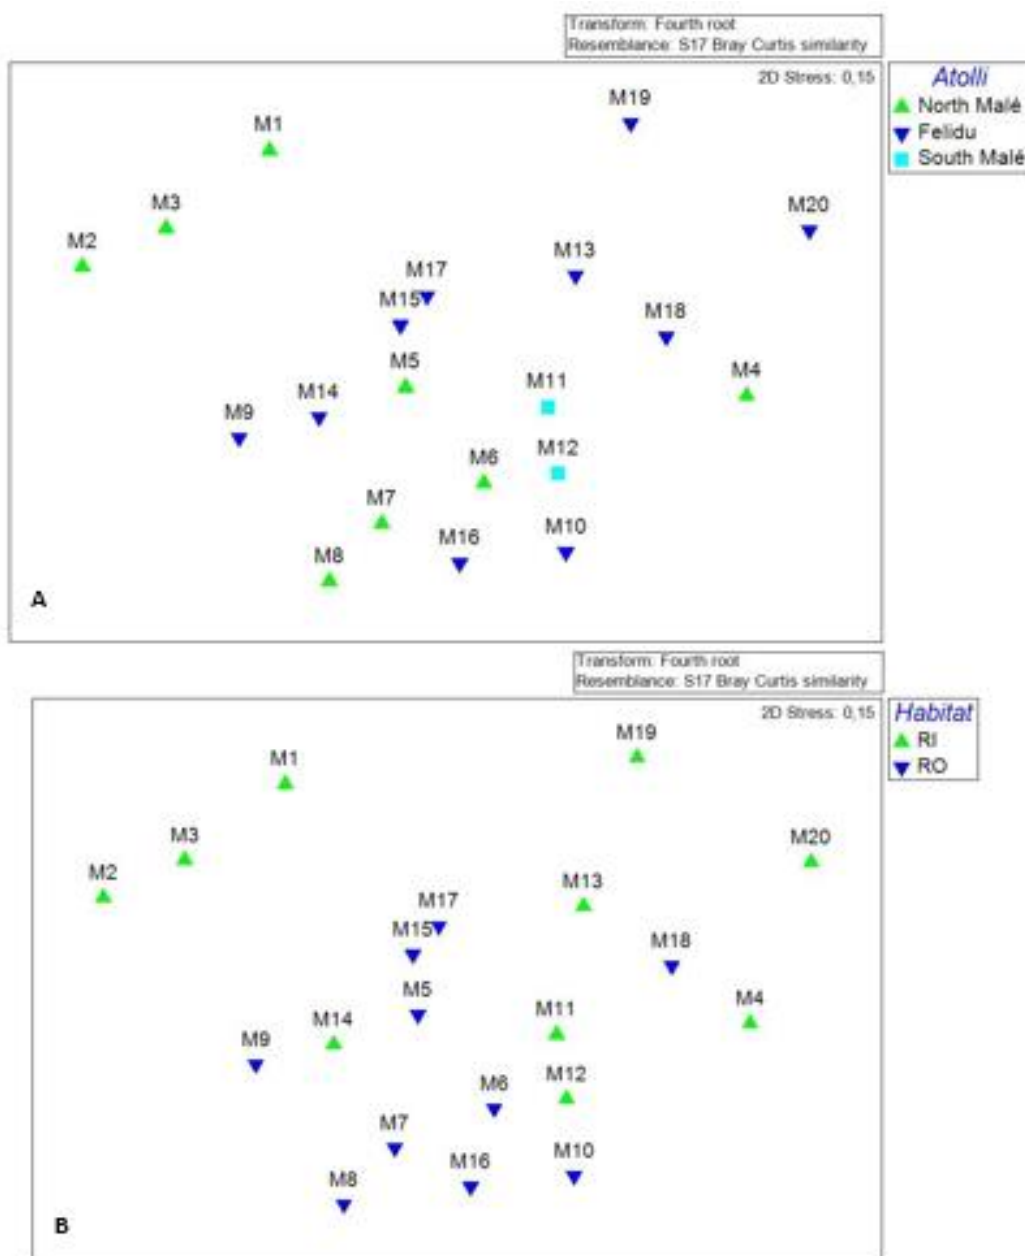 Transform: Fourth root
Resemblance: S17 Bray Curtis similarity
2D Stress: 0,15
Atolli
North Malé
Felidu
South Malé
M19
M1
M3
M20
M2
M13
M17
M15
M18
M5
M4
M11
M14
M9
M12
M6
M7
M10
M16
M8
A
Transform: Fourth root
Resemblance: S17 Bray Curtis similarity
2D Stress: 0,15
Habitat
RI
RO
M19
M1
M3
M20
M2
M13
M17
M15
M18
M5
M4
M11
M14
M9
M12
M6
M7
M10
M16
M8
B